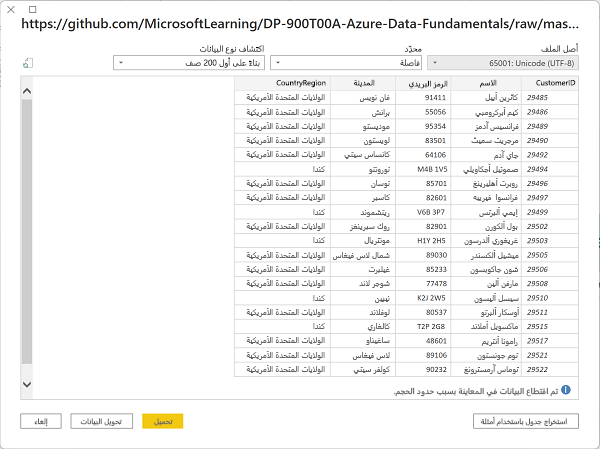 https://github.com/MicrosoftLearning/DP-900T00A-Azure-Data-Fundamentals/raw/mas...
أصل الملف محدّد اكتشاف نوع البيانات
65001: Unicode (UTF-8) فاصلة بناءً على أول 200 صف
CustomerID الاسم الرمز البريدي المدينة CountryRegion
29485 كاثرين أبيل 91411 فان نويس الولايات المتحدة الأمريكية
29486 كيم أبركرومبي 55056 برانش الولايات المتحدة الأمريكية
29489 فرانسيس آدمز 95354 موديستو الولايات المتحدة الأمريكية
29490 مرجريت سميث 83501 لويستون الولايات المتحدة الأمريكية
29492 جاي آدم 64106 كانساس سيتي الولايات المتحدة الأمريكية
29494 صموئيل أجكاويلي M4B 1V5 تورونتو كندا
29496 روبرت أهليرينغ 85701 توسان الولايات المتحدة الأمريكية
29497 فرانسوا فيرييه 82601 كاسبر الولايات المتحدة الأمريكية
29499 إيمي ألبرتس V6B 3P7 ريتشموند كندا
29502 بول ألكورن 82901 روك سبرينغز الولايات المتحدة الأمريكية
29503 غريغوري ألدرسون H1Y 2H5 مونتريال كندا
29505 ميشيل ألكسندر 89030 شمال لاس فيغاس الولايات المتحدة الأمريكية
29506 شون جاكوبسون 85233 غيلبرت الولايات المتحدة الأمريكية
29508 مارفن ألين 77478 شوجر لاند الولايات المتحدة الأمريكية
29510 سيسل أليسون K2J 2W5 نيبين كندا
29511 أوسكار ألبرتو 80537 لوفلاند الولايات المتحدة الأمريكية
29515 ماكسويل أملاند T2P 2G8 كالغاري كندا
29517 رامونا أنتريم 48601 ساغيناو الولايات المتحدة الأمريكية
29521 توم جونستون 89106 لاس فيغاس الولايات المتحدة الأمريكية
29522 توماس آرمسترونغ 90232 كولفر سيتي الولايات المتحدة الأمريكية
تم اقتطاع البيانات في المعاينة بسبب حدود الحجم.
استخراج جدول باستخدام أمثلة تحميل تحويل البيانات إلغاء